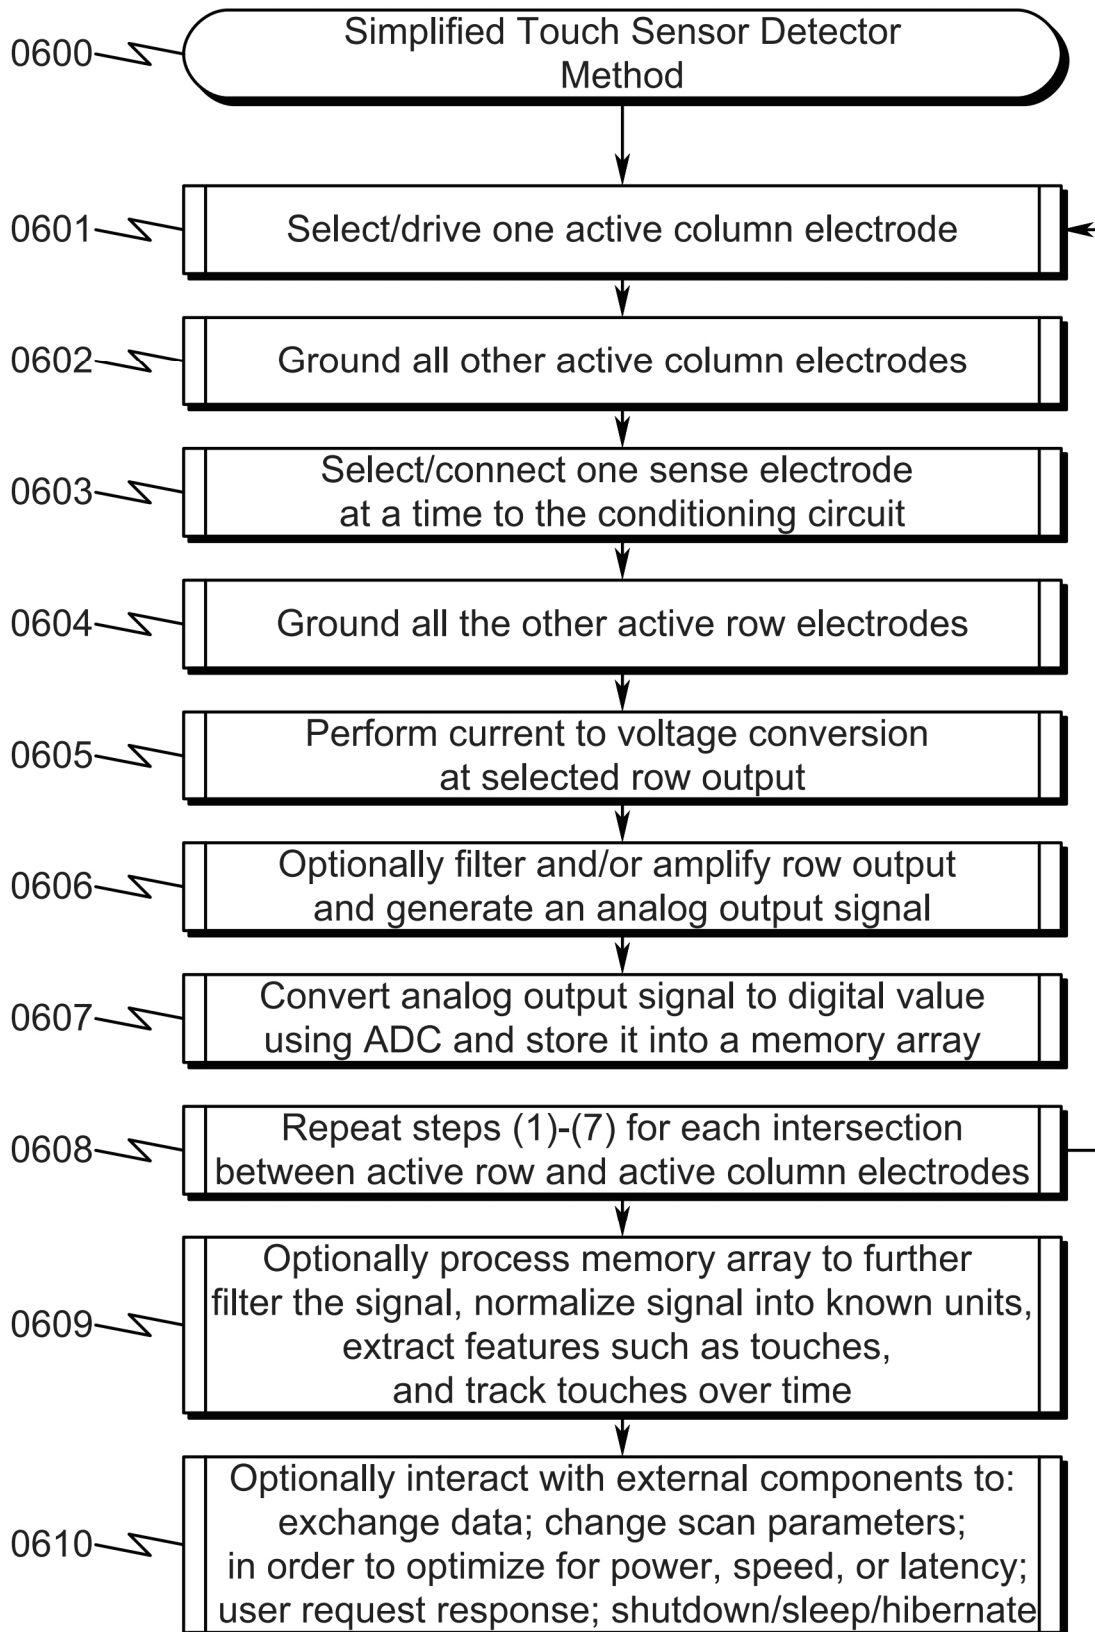 0600
Simplified Touch Sensor Detector
Method
0601
Select/drive one active column electrode
0602
Ground all other active column electrodes
0603
Select/connect one sense electrode
at a time to the conditioning circuit
0604
Ground all the other active row electrodes
0605
Perform current to voltage conversion
at selected row output
0606
Optionally filter and/or amplify row output
and generate an analog output signal
0607
Convert analog output signal to digital value
using ADC and store it into a memory array
0608
Repeat steps (1)-(7) for each intersection
between active row and active column electrodes
0609
Optionally process memory array to further
filter the signal, normalize signal into known units,
extract features such as touches,
and track touches over time
0610
Optionally interact with external components to:
exchange data; change scan parameters;
in order to optimize for power, speed, or latency;
user request response; shutdown/sleep/hibernate